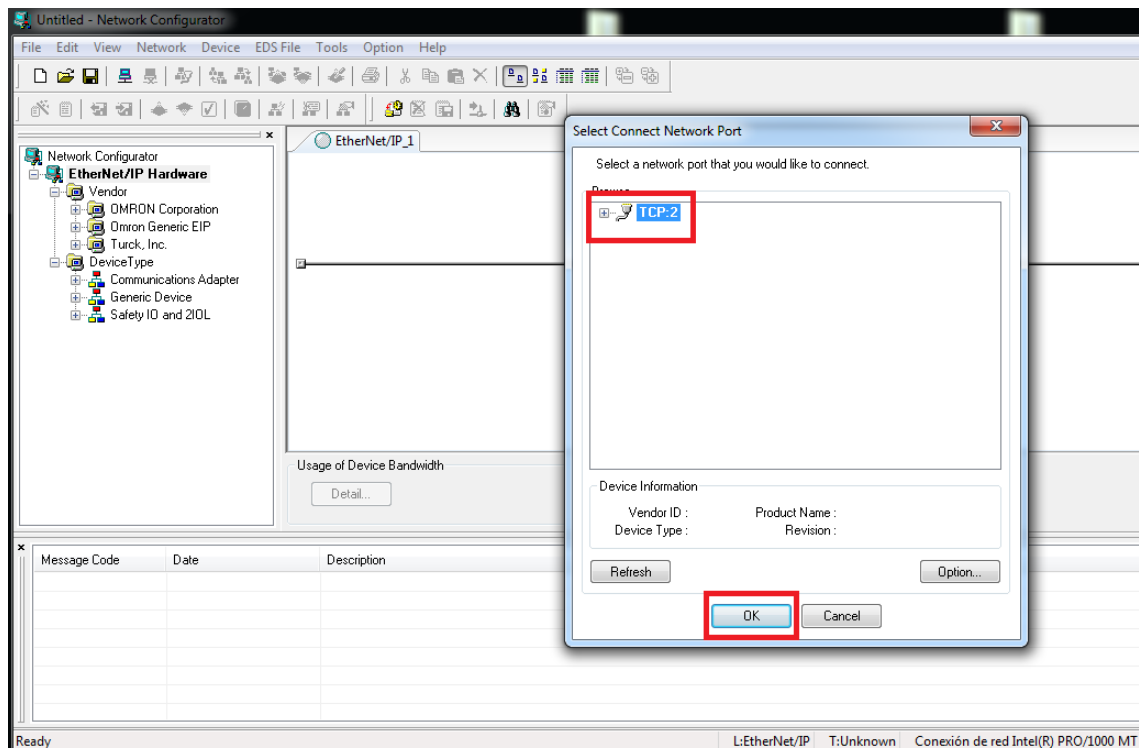 Untitled - Network Configurator
File Edit View Network Device EDS File Tools Option Help
EtherNet/IP_1
Network Configurator
EtherNet/IP Hardware
Vendor
OMRON Corporation
Omron Generic EIP
Turck, Inc.
DeviceType
Communications Adapter
Generic Device
Safety IO and 2IOL
Usage of Device Bandwidth
Detail...
Select Connect Network Port
Select a network port that you would like to connect.
TCP:2
Device Information
Vendor ID : Product Name :
Device Type : Revision :
Refresh Option...
OK Cancel
Message Code Date Description
Ready L:EtherNet/IP T:Unknown Conexión de red Intel(R) PRO/1000 MT